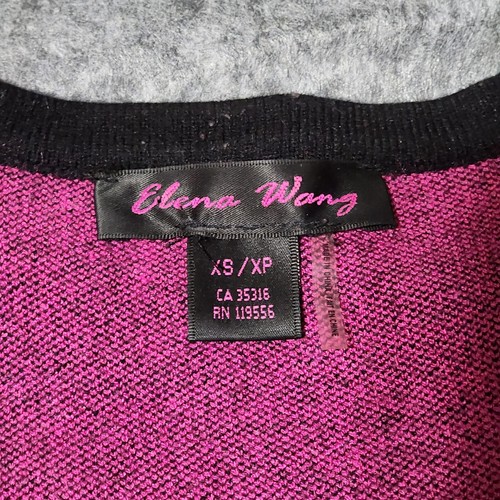 Elena Wang
XS/XP
CA 35316
RN 119556